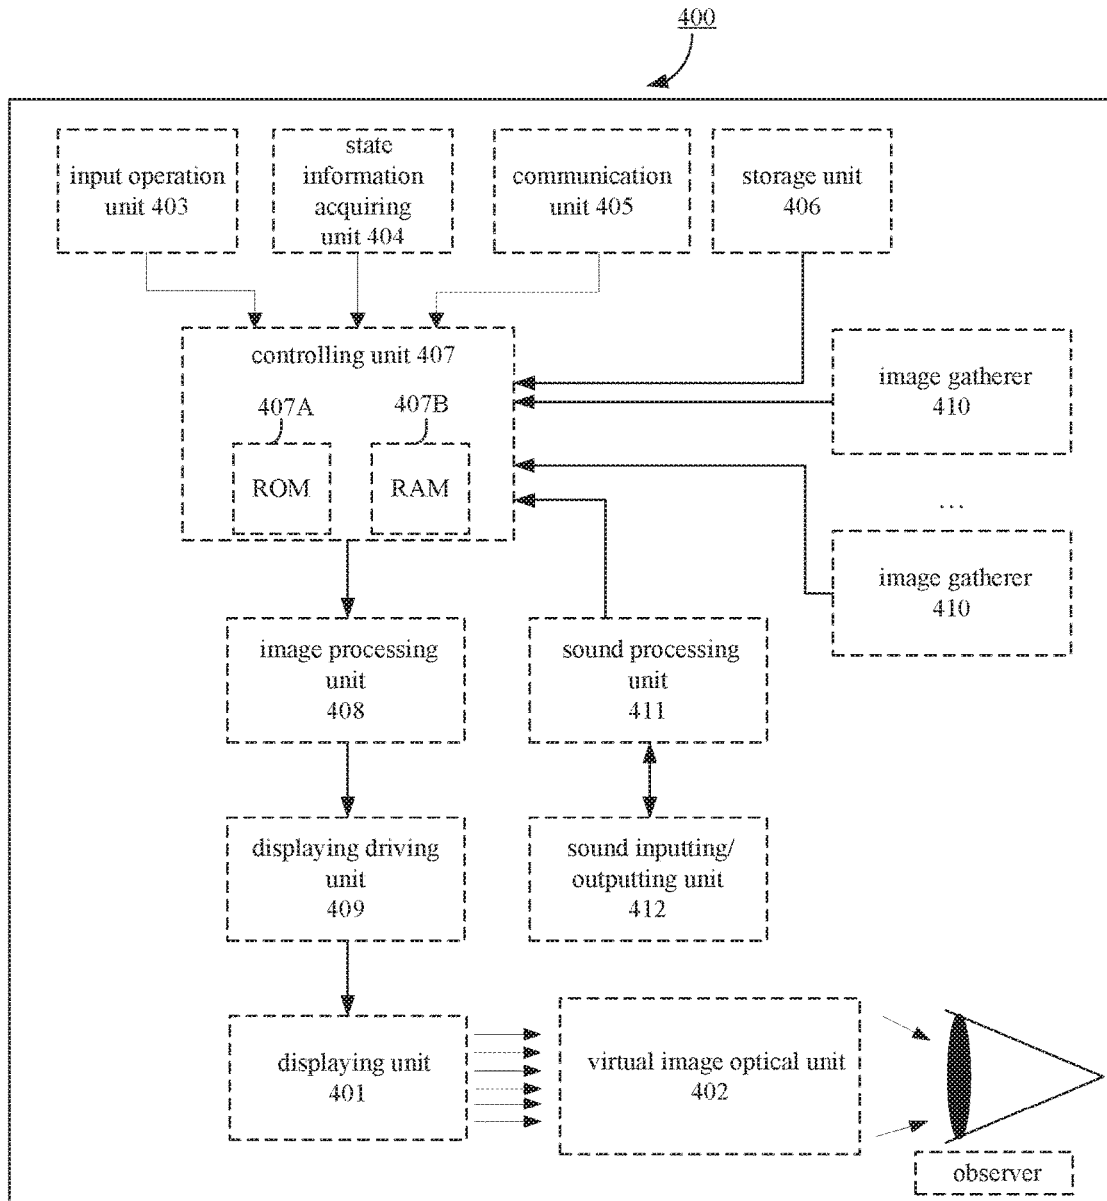 400
input operation
unit 403
state
information
acquiring
unit 404
communication
unit 405
storage unit
406
controlling unit 407
407A
407B
ROM
RAM
image gatherer
410
...
image gatherer
410
image processing
unit
408
sound processing
unit
411
displaying driving
unit
409
sound inputting/
outputting unit
412
displaying unit
401
virtual image optical unit
402
observer